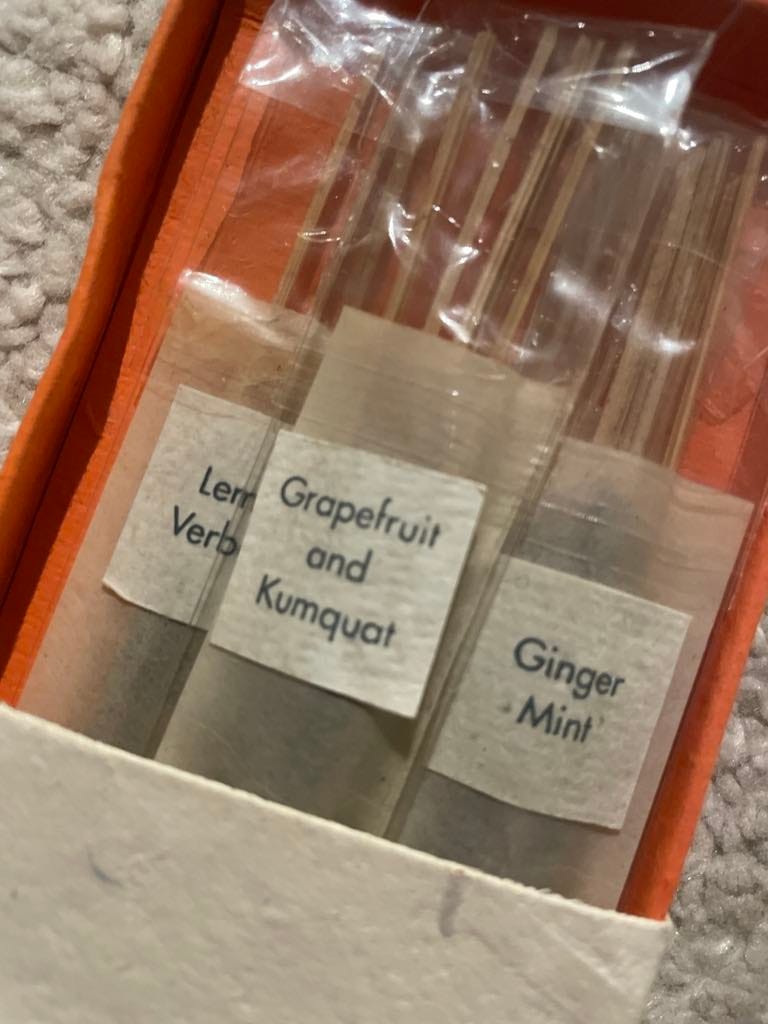 Lem
Verb
Grapefruit
and
Kumquat
Ginger
Mint